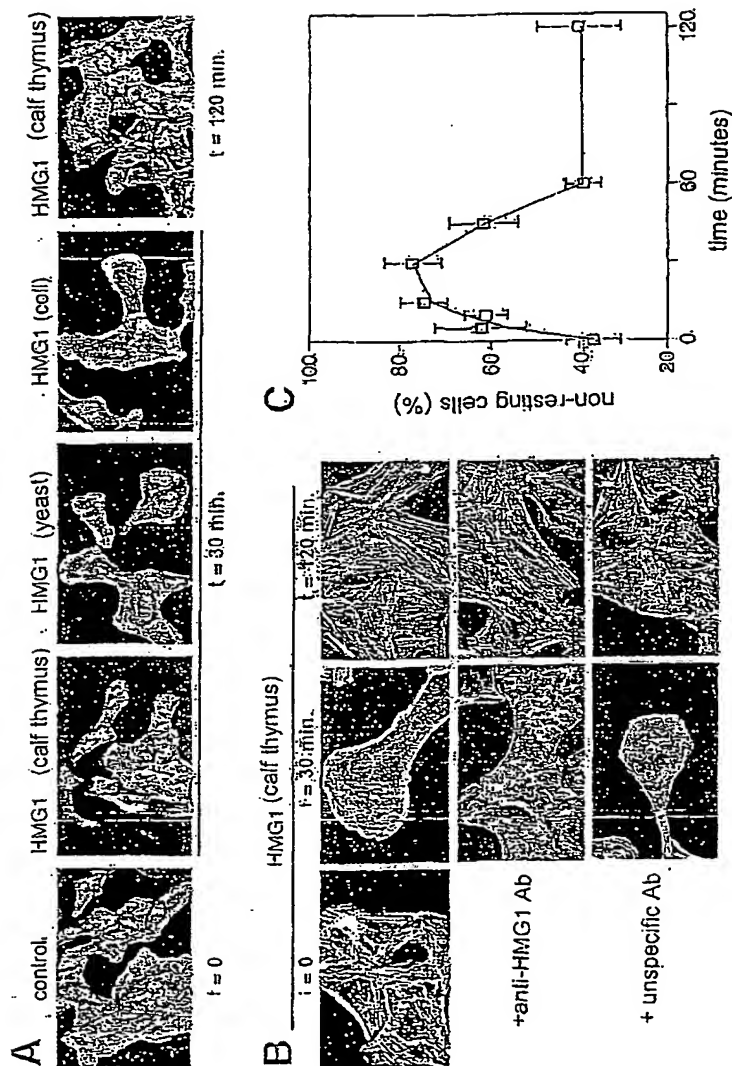 A
control
HMG1 (calf thymus)
HMG1 (yeast)
HMG1 (coli)
HMG1 (calf thymus)
t = 0
t = 30 min.
t = 120 min.
B
HMG1 (calf thymus)
t = 0
t = 30 min.
t = 120 min.
+anti-HMG1 Ab
+ unspecific Ab
C
non-resting cells (%)
100
80
60
40
20
0
60
120
time (minutes)